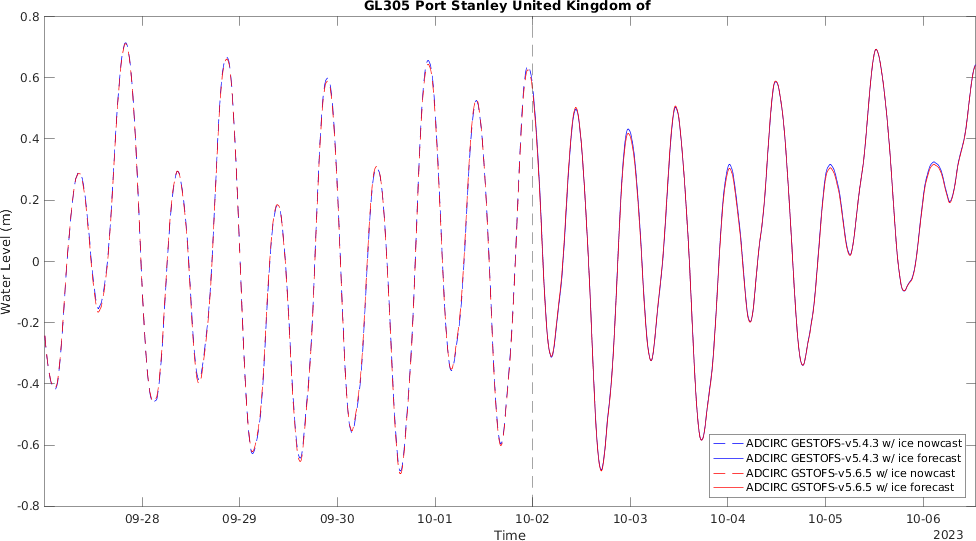 GL305 Port Stanley United Kingdom of
0.8
0.6
0.4
0.2
0
-0.2
-0.4
-0.6
-0.8
Water Level (m)
ADCIRC GESTOFS-v5.4.3 w/ ice nowcast
ADCIRC GESTOFS-v5.4.3 w/ ice forecast
ADCIRC GSTOFS-v5.6.5 w/ ice nowcast
ADCIRC GSTOFS-v5.6.5 w/ ice forecast
09-28 09-29 09-30 10-01 10-02 10-03 10-04 10-05 10-06
Time
2023